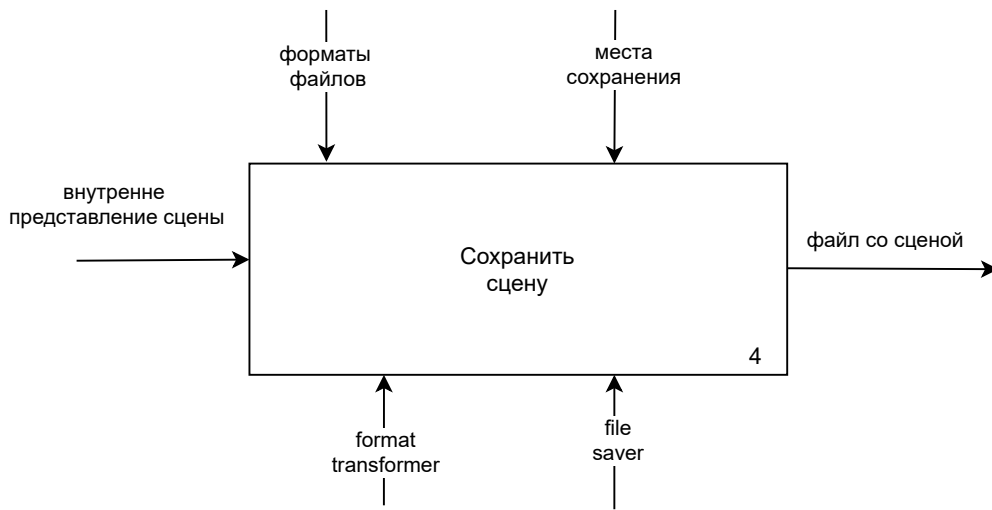 форматы
файлов
места
сохранения
внутренне
представление сцены
файл со сценой
Сохранить
сцену
4
format
transformer
file
saver